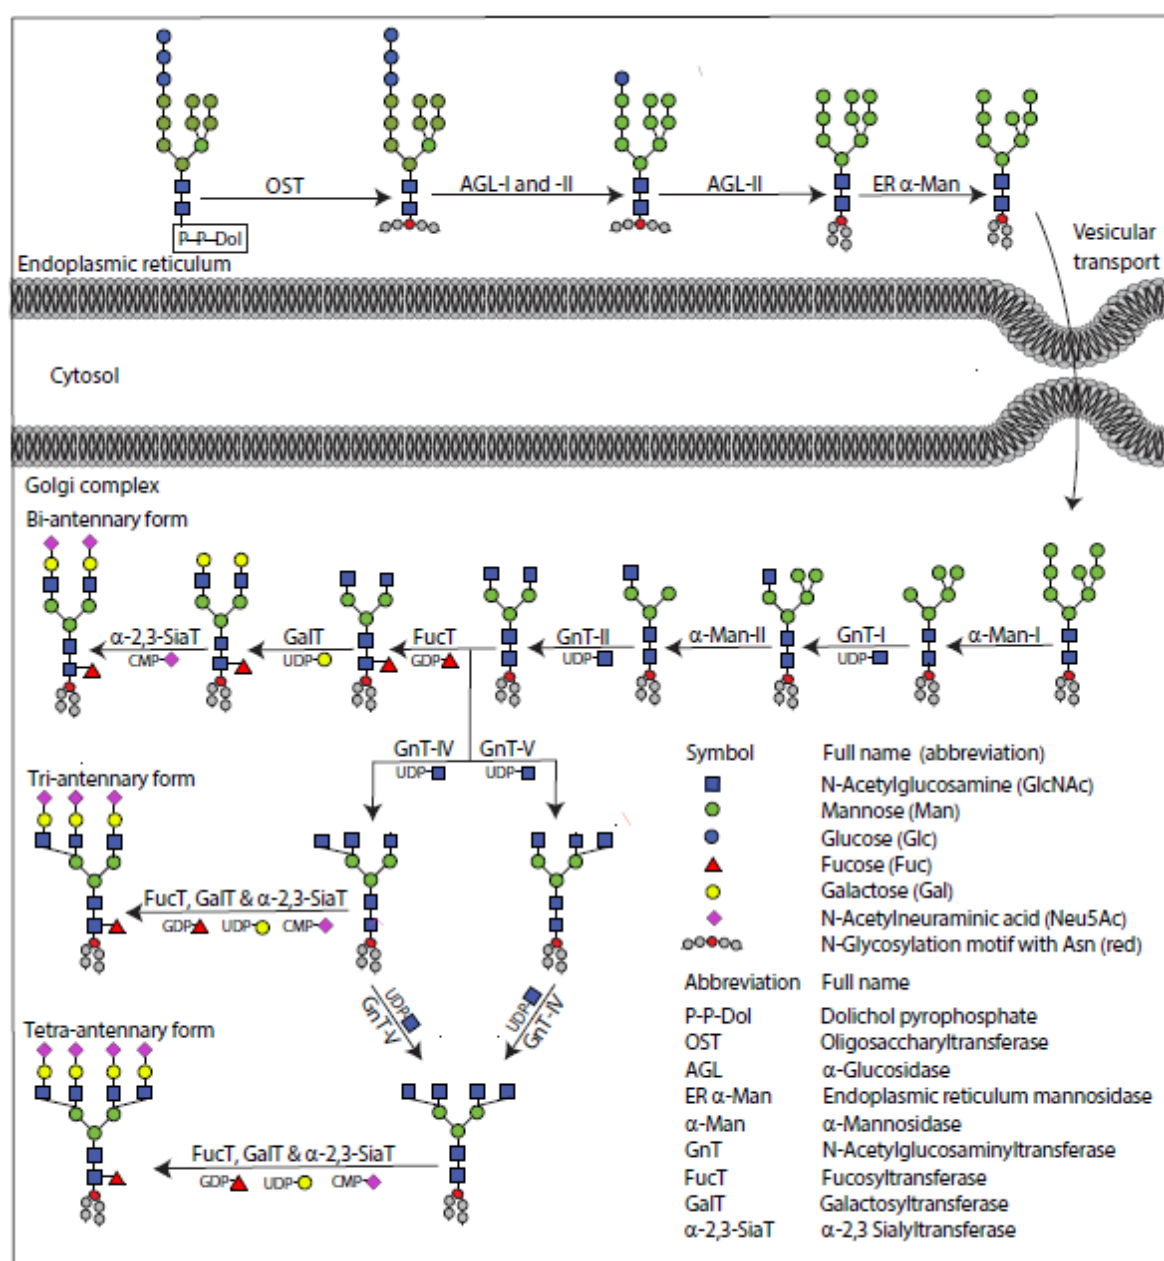 OST
AGL-I and -II
AGL-II
ER α-Man
P-P-Dol
Vesicular
transport
Endoplasmic reticulum
Cytosol
Golgi complex
Bi-antennary form
α-2,3-SiaT
CMP
GalT
UDP
FucT
GDP
GnT-II
UDP
α-Man-II
GnT-I
UDP
α-Man-I
GnT-IV
UDP
GnT-V
UDP
Tri-antennary form
FucT, GalT & α-2,3-SiaT
GDP UDP CMP
UDP
GnT-V
UDP
GnT-IV
Tetra-antennary form
FucT, GalT & α-2,3-SiaT
GDP UDP CMP
Symbol Full name (abbreviation)
N-Acetylglucosamine (GlcNAc)
Mannose (Man)
Glucose (Glc)
Fucose (Fuc)
Galactose (Gal)
N-Acetylneuraminic acid (Neu5Ac)
N-Glycosylation motif with Asn (red)
Abbreviation Full name
P-P-Dol Dolichol pyrophosphate
OST Oligosaccharyltransferase
AGL α-Glucosidase
ER α-Man Endoplasmic reticulum mannosidase
α-Man α-Mannosidase
GnT N-Acetylglucosaminyltransferase
FucT Fucosyltransferase
GalT Galactosyltransferase
α-2,3-SiaT α-2,3 Sialyltransferase